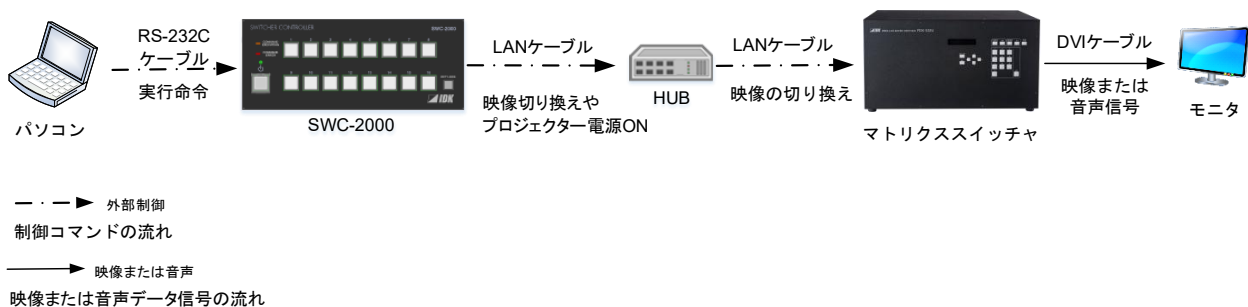 RS-232C
ケーブル
実行命令
パソコン
SWITCHER CONTROLLER
SWC-2000
IDK
SWC-2000
LANケーブル
映像切り換えや
プロジェクター電源ON
HUB
LANケーブル
映像の切り換え
マトリクススイッチャ
DVIケーブル
映像または
音声信号
モニタ
外部制御
制御コマンドの流れ
映像または音声
映像または音声データ信号の流れ